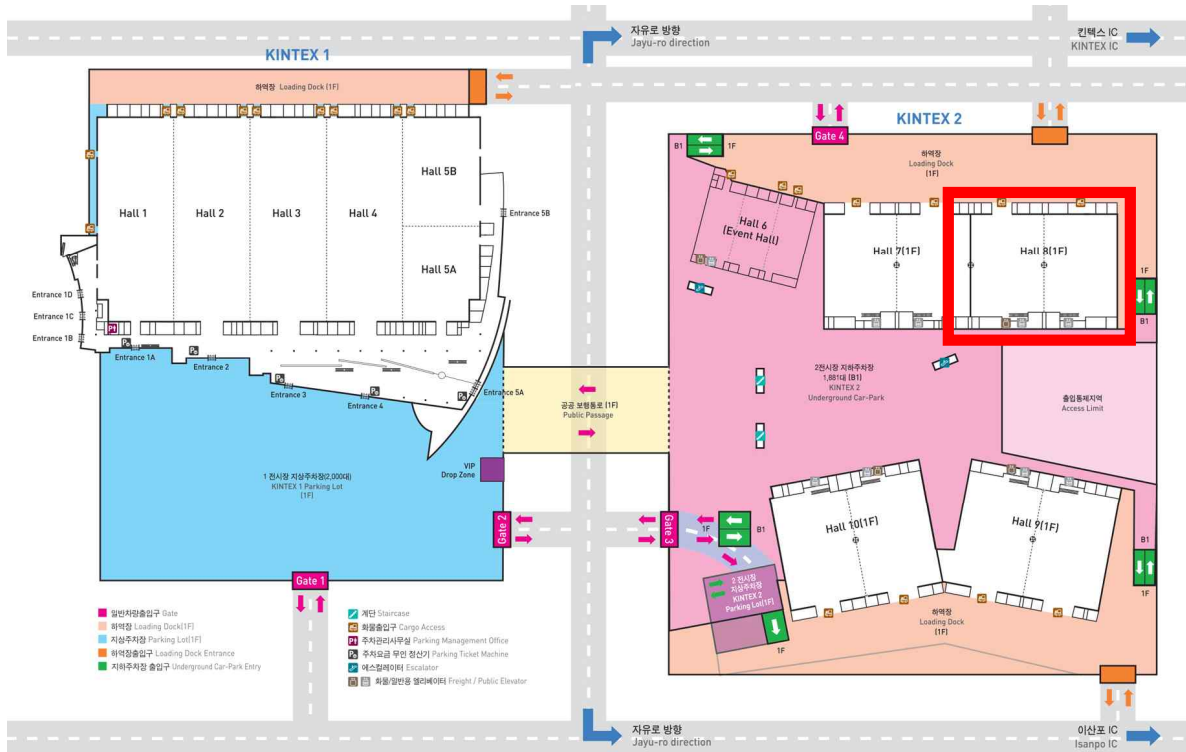 자유로 방향
Jayu-ro direction
킨텍스 IC
KINTEX IC
KINTEX 1
하역장 Loading Dock (1F)
KINTEX 2
Gate 4
B1
1F
하역장
Loading Dock
(1F)
Hall 1
Hall 2
Hall 3
Hall 4
Hall 5B
Hall 5A
Entrance 5B
Hall 6
(Event Hall)
Hall 7(1F)
Hall 8(1F)
1F
B1
Entrance 1D
Entrance 1C
Entrance 1B
Entrance 1A
Entrance 2
Entrance 3
Entrance 4
Entrance 5A
공공 보행통로 (1F)
Public Passage
2전시장 지하주차장
1,881대 (B1)
KINTEX 2
Underground Car-Park
출입통제지역
Access Limit
VIP
Drop Zone
1 전시장 지상주차장(2,000대)
KINTEX 1 Parking Lot
(1F)
Gate 2
Gate 3
1F
B1
Hall 10(1F)
Hall 9(1F)
B1
1F
2 전시장
지상주차장
KINTEX 2
Parking Lot(1F)
1F
하역장
Loading Dock
(1F)
Gate 1
일반차량출입구 Gate
하역장 Loading Dock(1F)
지상주차장 Parking Lot(1F)
하역장출입구 Loading Dock Entrance
지하주차장 출입구 Underground Car-Park Entry
계단 Staircase
화물출입구 Cargo Access
주차관리사무실 Parking Management Office
주차요금 무인 정산기 Parking Ticket Machine
에스컬레이터 Escalator
화물/일반용 엘리베이터 Freight / Public Elevator
자유로 방향
Jayu-ro direction
이산포 IC
Isanpo IC